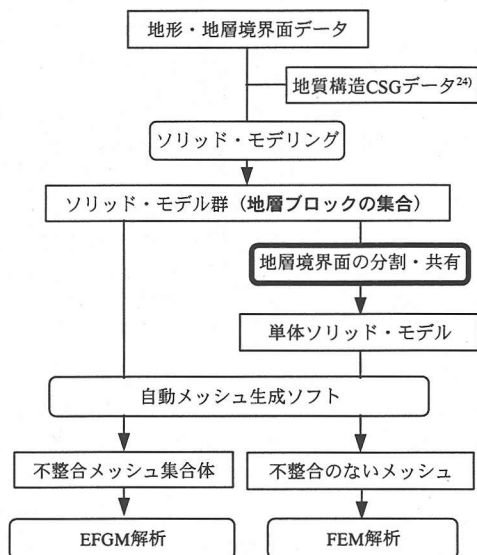 地形・地層境界面データ
地質構造CSGデータ24)
ソリッド・モデリング
ソリッド・モデル群（地層ブロックの集合）
地層境界面の分割・共有
単体ソリッド・モデル
自動メッシュ生成ソフト
不整合メッシュ集合体
不整合のないメッシュ
EFGM解析
FEM解析